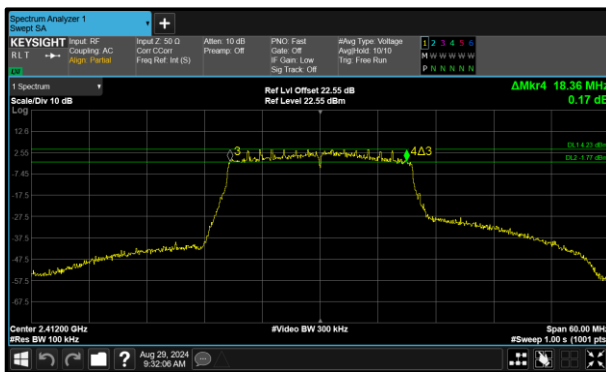 Spectrum Analyzer 1
Swept SA
KEYSIGHT
RLT
Input: RF
Coupling: AC
Align: Partial
Input Z: 50 Ω
Corr CCorr
Freq Ref: Int (S)
Atten: 10 dB
Preamp: Off
PNO: Fast
Gate: Off
IF Gain: Low
Sig Track: Off
#Avg Type: Voltage
Avg|Hold: 10/10
Trig: Free Run
1 2 3 4 5 6
M W W W W W
P N N N N N
1 Spectrum
Scale/Div 10 dB
Ref Lvl Offset 22.55 dB
Ref Level 22.55 dBm
ΔMkr4 18.36 MHz
0.17 dB
Log
12.6
2.55
-7.45
-17.5
-27.5
-37.5
-47.5
-57.5
-67.5
3
4Δ3
DL1 4.23 dBm
DL2 -1.77 dBm
Center 2.41200 GHz
#Res BW 100 kHz
#Video BW 300 kHz
Span 60.00 MHz
#Sweep 1.00 s (1001 pts)
?
Aug 29, 2024
9:32:06 AM